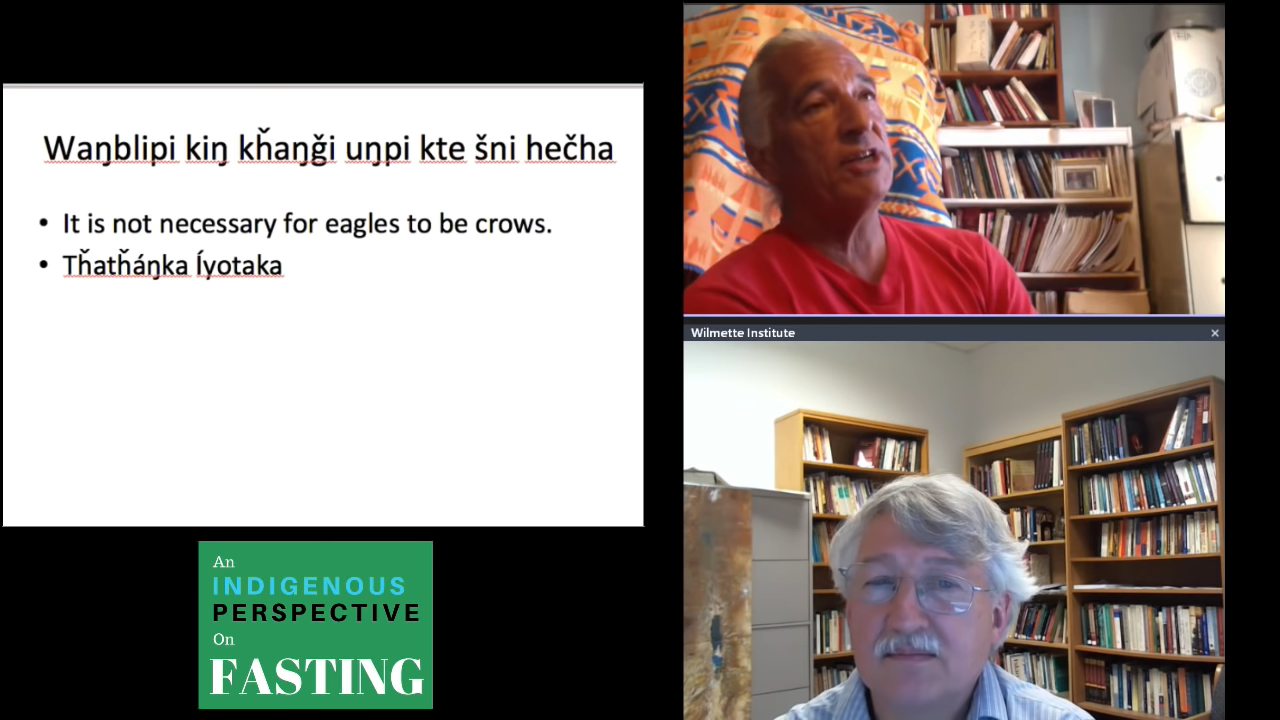 Waŋblipi kiŋ kȟaŋği uŋpi kte šni hečha
• It is not necessary for eagles to be crows.
• Tȟatȟáŋka Íyotaka
An
INDIGENOUS
PERSPECTIVE
On
FASTING
Wilmette Institute